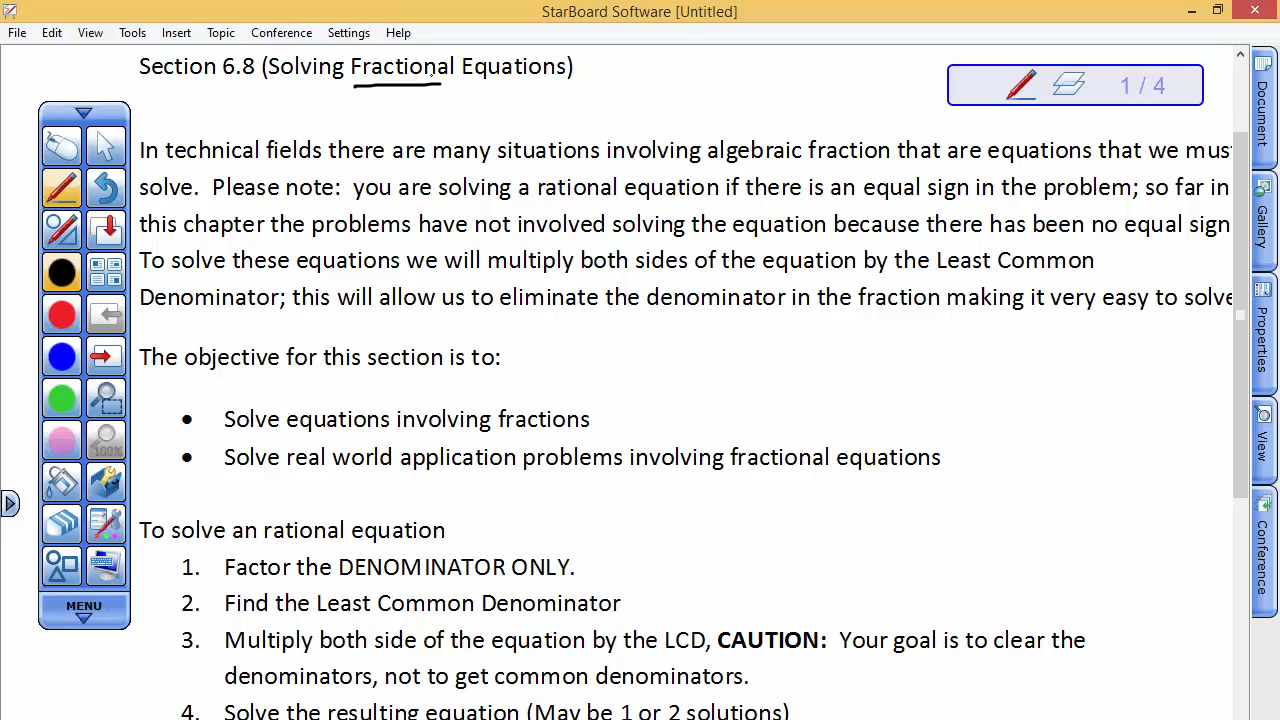 StarBoard Software [Untitled]
File Edit View Tools Insert Topic Conference Settings Help
Section 6.8 (Solving Fractional Equations)
1 / 4
In technical fields there are many situations involving algebraic fraction that are equations that we mus
solve. Please note: you are solving a rational equation if there is an equal sign in the problem; so far in
this chapter the problems have not involved solving the equation because there has been no equal sign
To solve these equations we will multiply both sides of the equation by the Least Common
Denominator; this will allow us to eliminate the denominator in the fraction making it very easy to solve
The objective for this section is to:
• Solve equations involving fractions
• Solve real world application problems involving fractional equations
To solve an rational equation
1. Factor the DENOMINATOR ONLY.
2. Find the Least Common Denominator
3. Multiply both side of the equation by the LCD, CAUTION: Your goal is to clear the
denominators, not to get common denominators.
4. Solve the resulting equation (May be 1 or 2 solutions)
100%
MENU
Document
Gallery
Properties
View
Conference